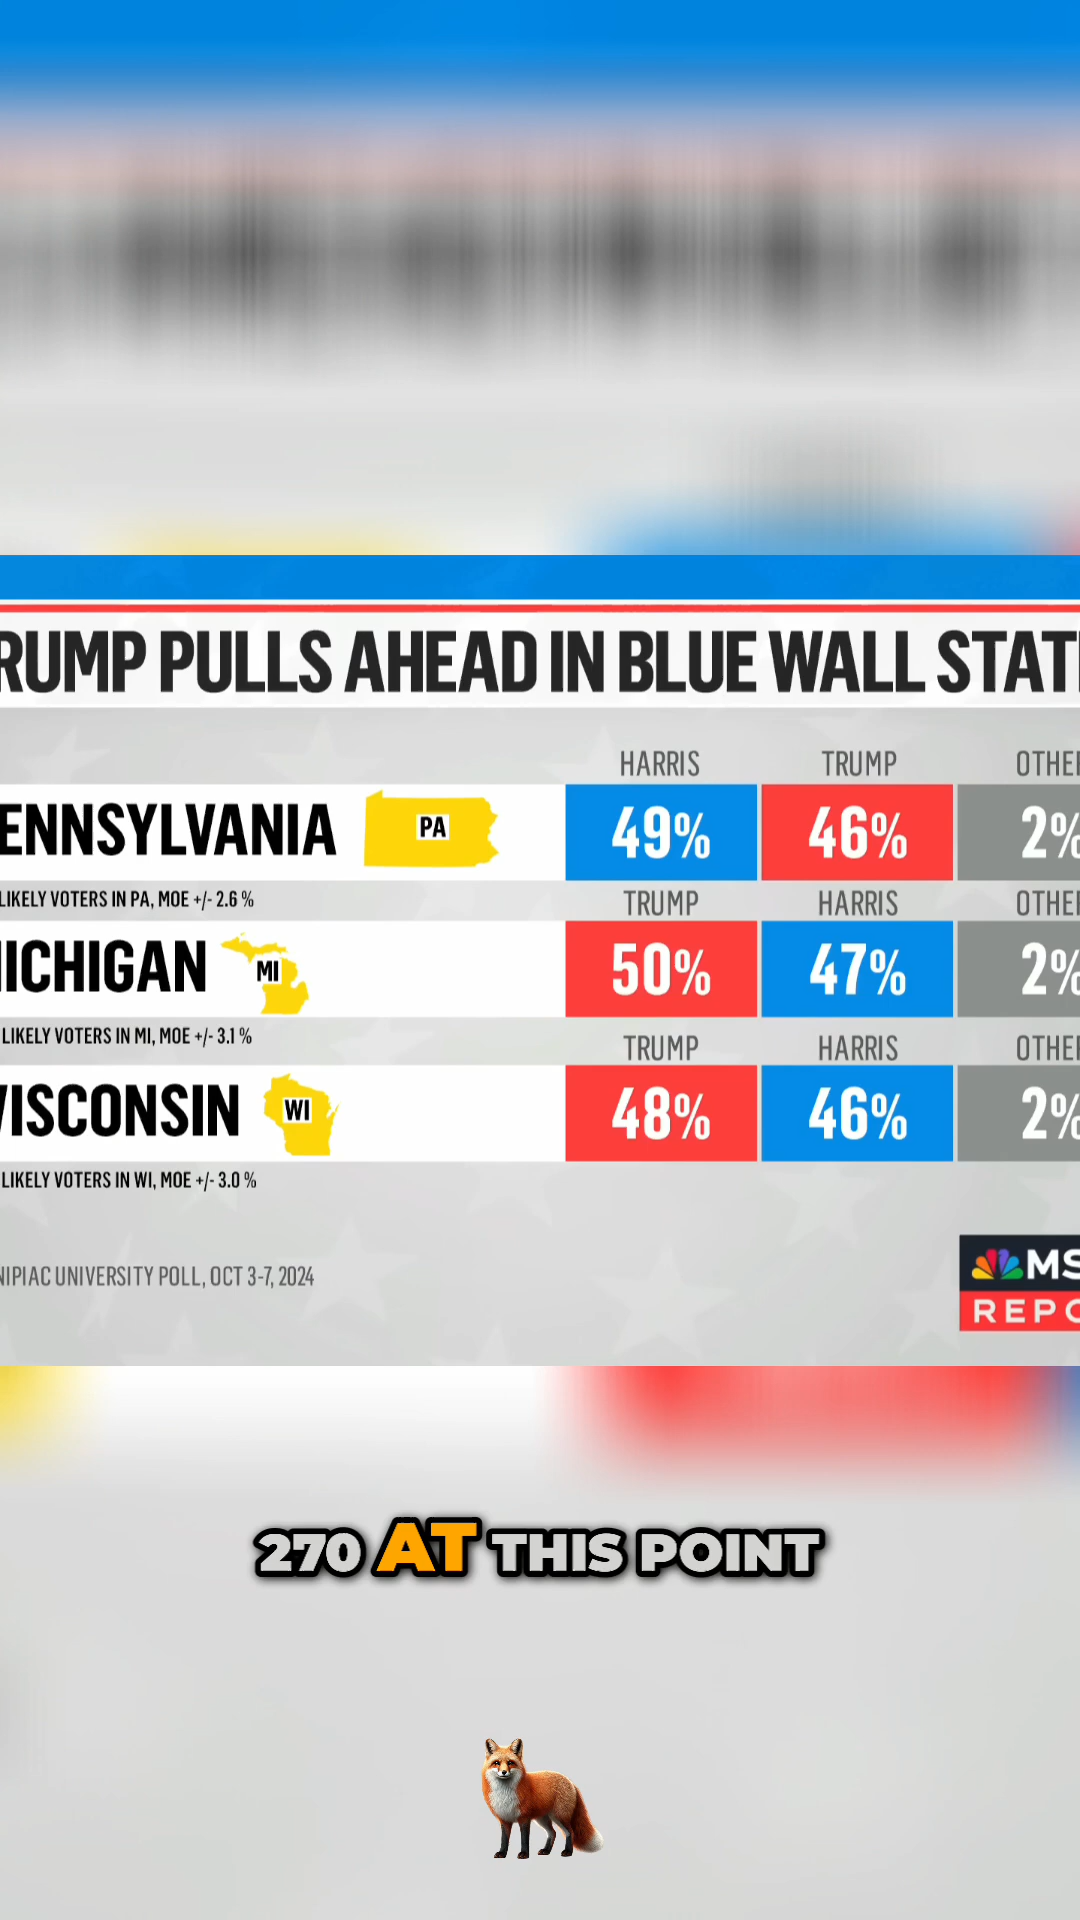 RUMP PULLS AHEAD IN BLUE WALL STAT
HARRIS TRUMP OTHE
ENNSYLVANIA PA 49% 46% 2%
LIKELY VOTERS IN PA, MOE +/- 2.6 %
TRUMP HARRIS OTHE
ICHIGAN MI 50% 47% 2%
LIKELY VOTERS IN MI, MOE +/- 3.1 %
TRUMP HARRIS OTHE
ISCONSIN WI 48% 46% 2%
LIKELY VOTERS IN WI, MOE +/- 3.0 %
NIPIAC UNIVERSITY POLL, OCT 3-7, 2024
MS
REPO
270 AT THIS POINT